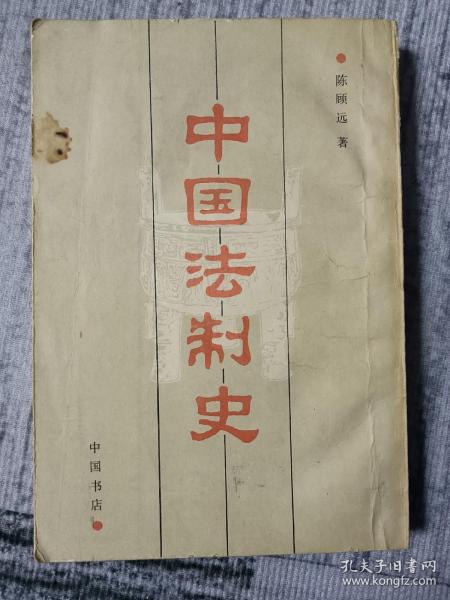 陈顾远 著
中国法制史
中国书店
孔夫子旧书网
www.kongfz.com